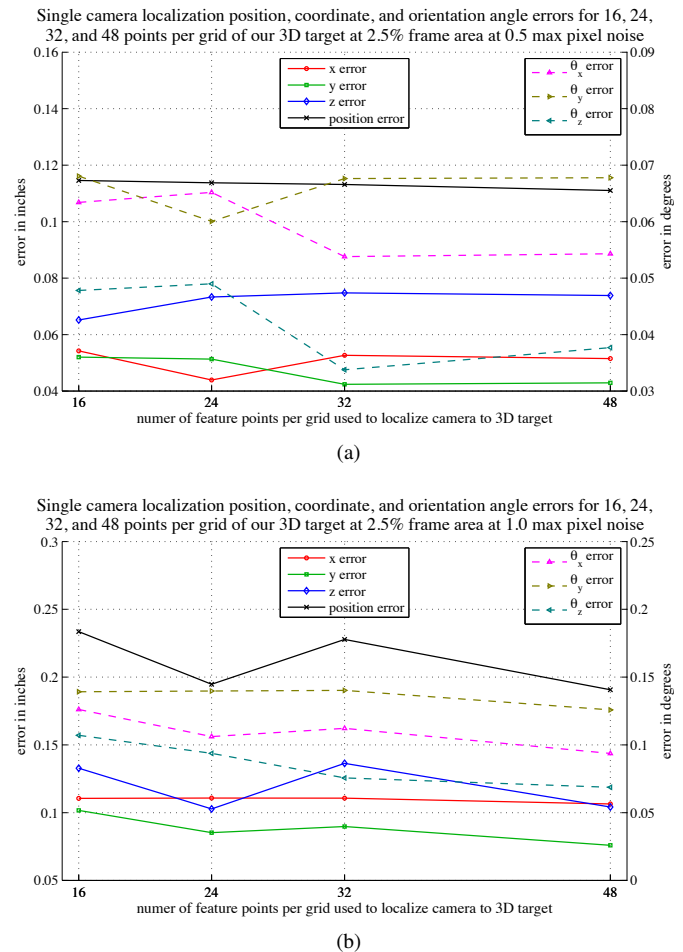 Single camera localization position, coordinate, and orientation angle errors for 16, 24,
32, and 48 points per grid of our 3D target at 2.5% frame area at 0.5 max pixel noise
0.16
0.14
0.12
0.1
0.08
0.06
0.04
error in inches
x error
y error
z error
position error
θx error
θy error
θz error
0.09
0.08
0.07
0.06
0.05
0.04
0.03
error in degrees
16 24 32 48
numer of feature points per grid used to localize camera to 3D target
(a)
Single camera localization position, coordinate, and orientation angle errors for 16, 24,
32, and 48 points per grid of our 3D target at 2.5% frame area at 1.0 max pixel noise
0.3
0.25
0.2
0.15
0.1
0.05
error in inches
x error
y error
z error
position error
θx error
θy error
θz error
0.25
0.2
0.15
0.1
0.05
0
error in degrees
16 24 32 48
numer of feature points per grid used to localize camera to 3D target
(b)